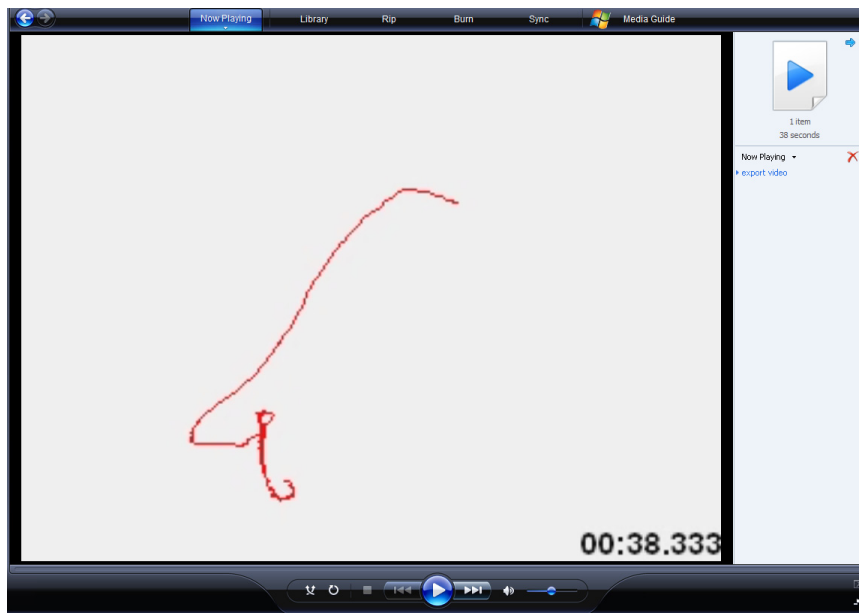 Now Playing Library Rip Burn Sync Media Guide
1 item
38 seconds
Now Playing
export video
00:38.333